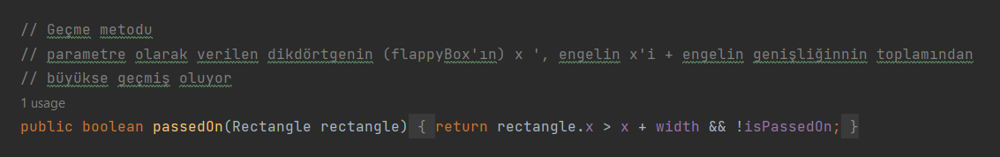 // Geçme metodu
// parametre olarak verilen dikdörtgenin (flappyBox'ın) x ', engelin x'i + engelin genişliğinnin toplamından
// büyükse geçmiş oluyor
1 usage
public boolean passedOn(Rectangle rectangle) { return rectangle.x > x + width && !isPassedOn; }